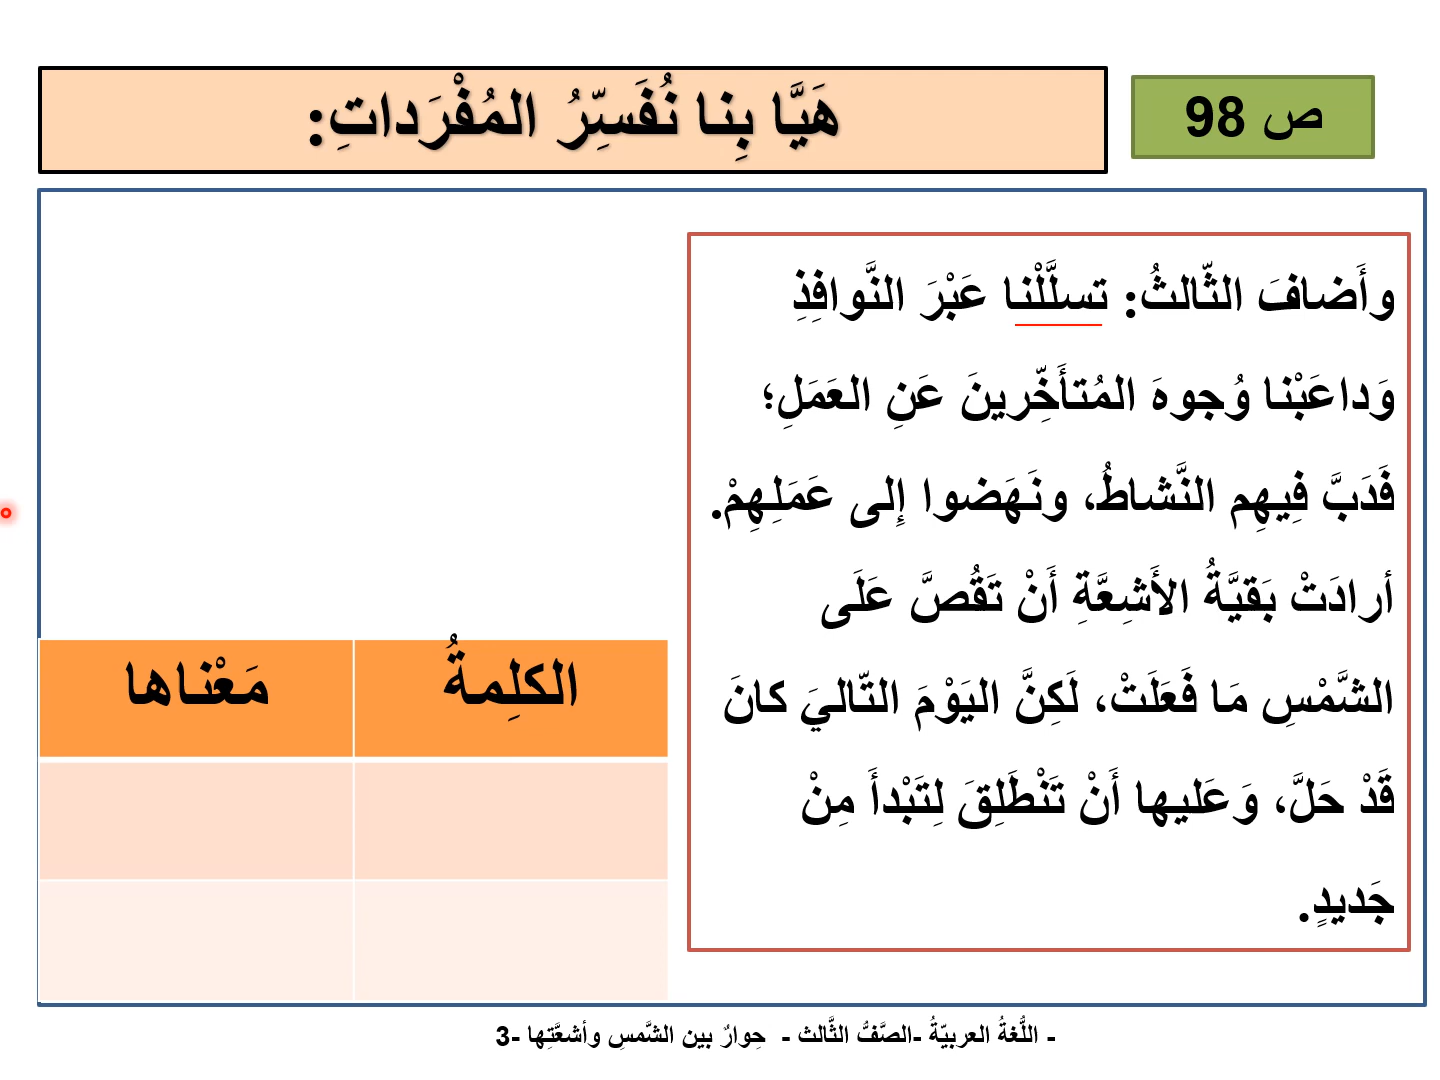 ص 98
هَيَّا بِنا نُفَسِّرُ المُفْرَداتِ:
وأَضافَ الثّالثُ: تسلَّلْنا عَبْرَ النَّوافِذِ
وَداعَبْنا وُجوهَ المُتأَخِّرينَ عَنِ العَمَلِ؛
فَدَبَّ فِيهِم النَّشاطُ، ونَهَضوا إِلى عَمَلِهِمْ.
أرادَتْ بَقيَّةُ الأَشِعَّةِ أَنْ تَقُصَّ عَلَى
الشَّمْسِ مَا فَعَلَتْ، لَكِنَّ اليَوْمَ التّاليَ كانَ
قَدْ حَلَّ، وَعَليها أَنْ تَنْطَلِقَ لِتَبْدأَ مِنْ
جَديدٍ.
الكلِمةُ مَعْناها
- اللُّغةُ العربيّةُ -الصَّفُّ الثَّالث - حِوارٌ بين الشَّمسِ وأشعَّتِها -3